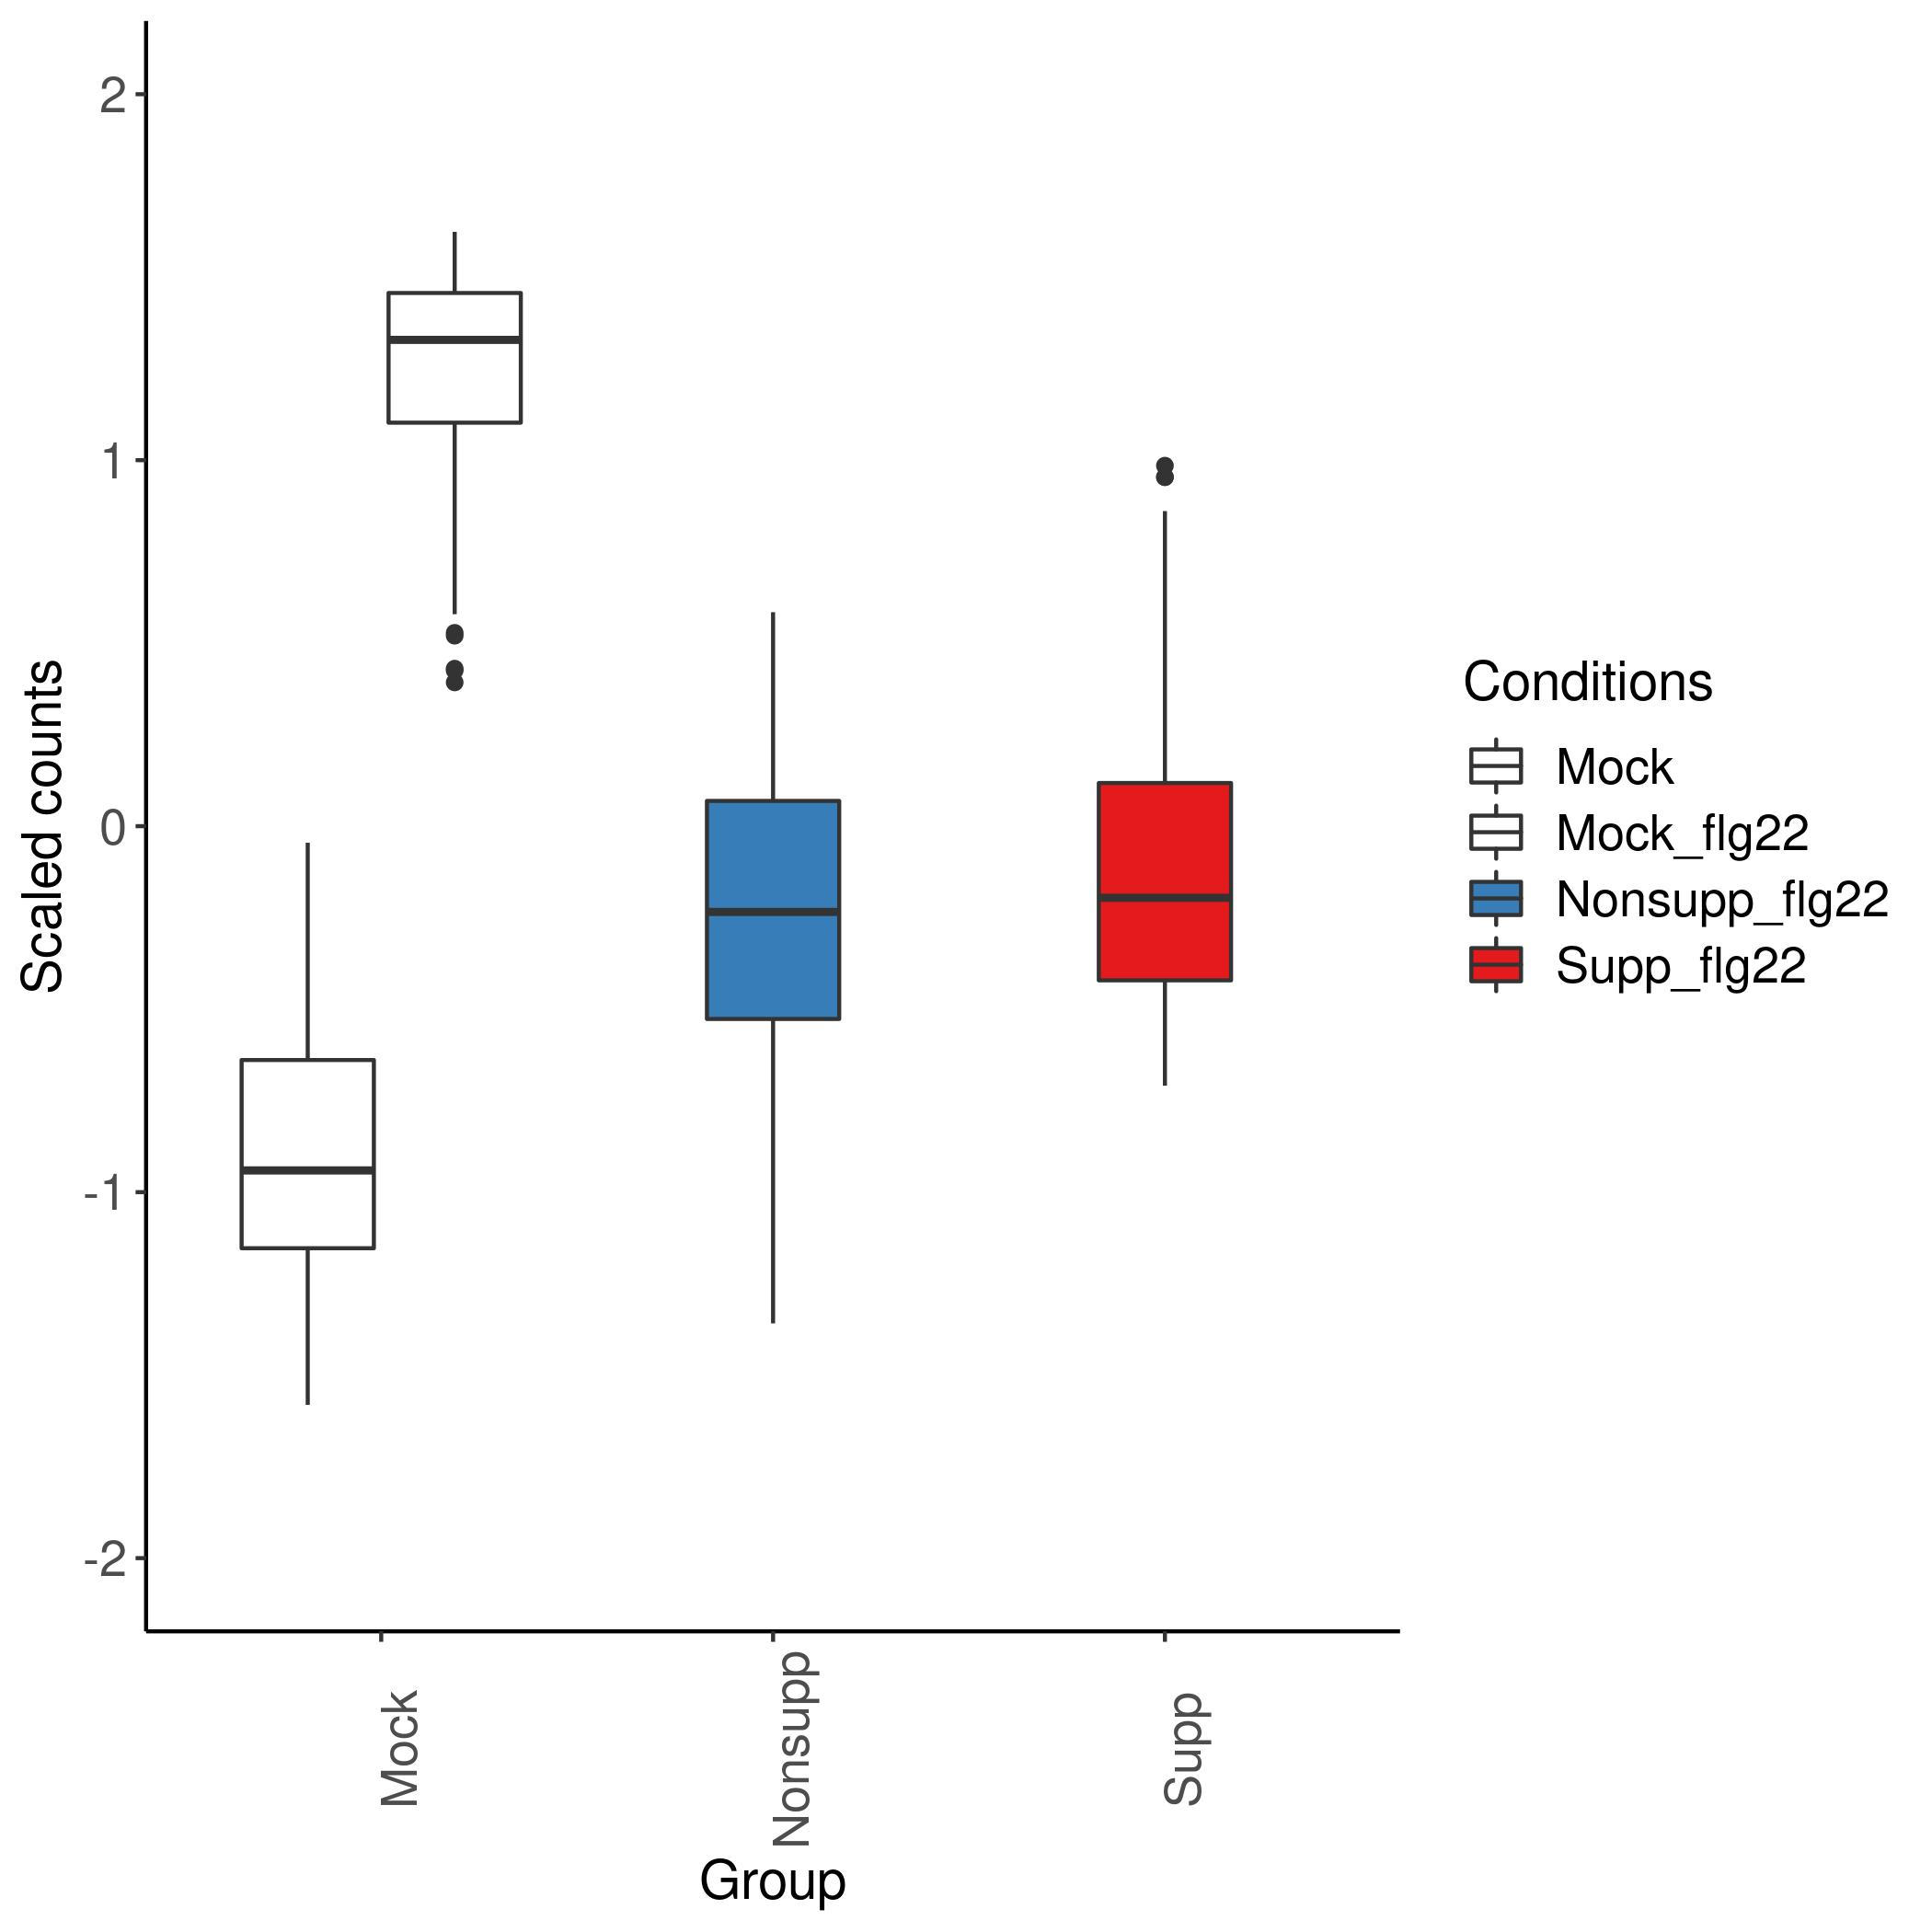 Scaled counts
2
1
0
-1
-2
Mock
Nonsupp
Supp
Group
Conditions
Mock
Mock_flg22
Nonsupp_flg22
Supp_flg22